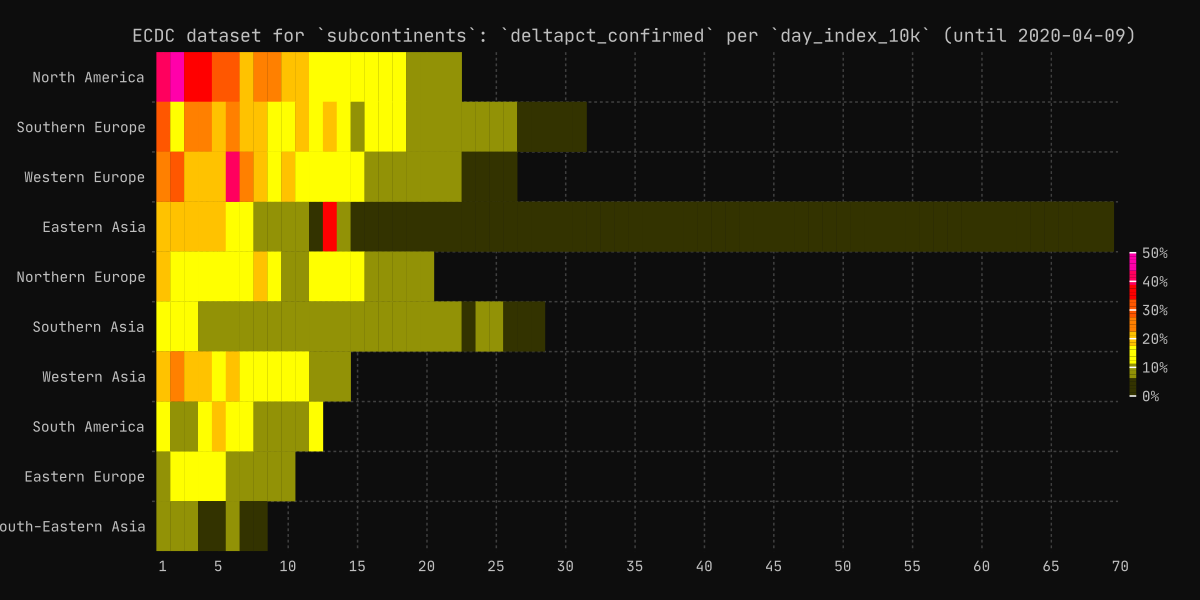 ECDC dataset for `subcontinents`: `deltapct_confirmed` per `day_index_10k` (until 2020-04-09)
North America
Southern Europe
Western Europe
Eastern Asia
Northern Europe
Southern Asia
Western Asia
South America
Eastern Europe
outh-Eastern Asia
50%
40%
30%
20%
10%
0%
1 5 10 15 20 25 30 35 40 45 50 55 60 65 70